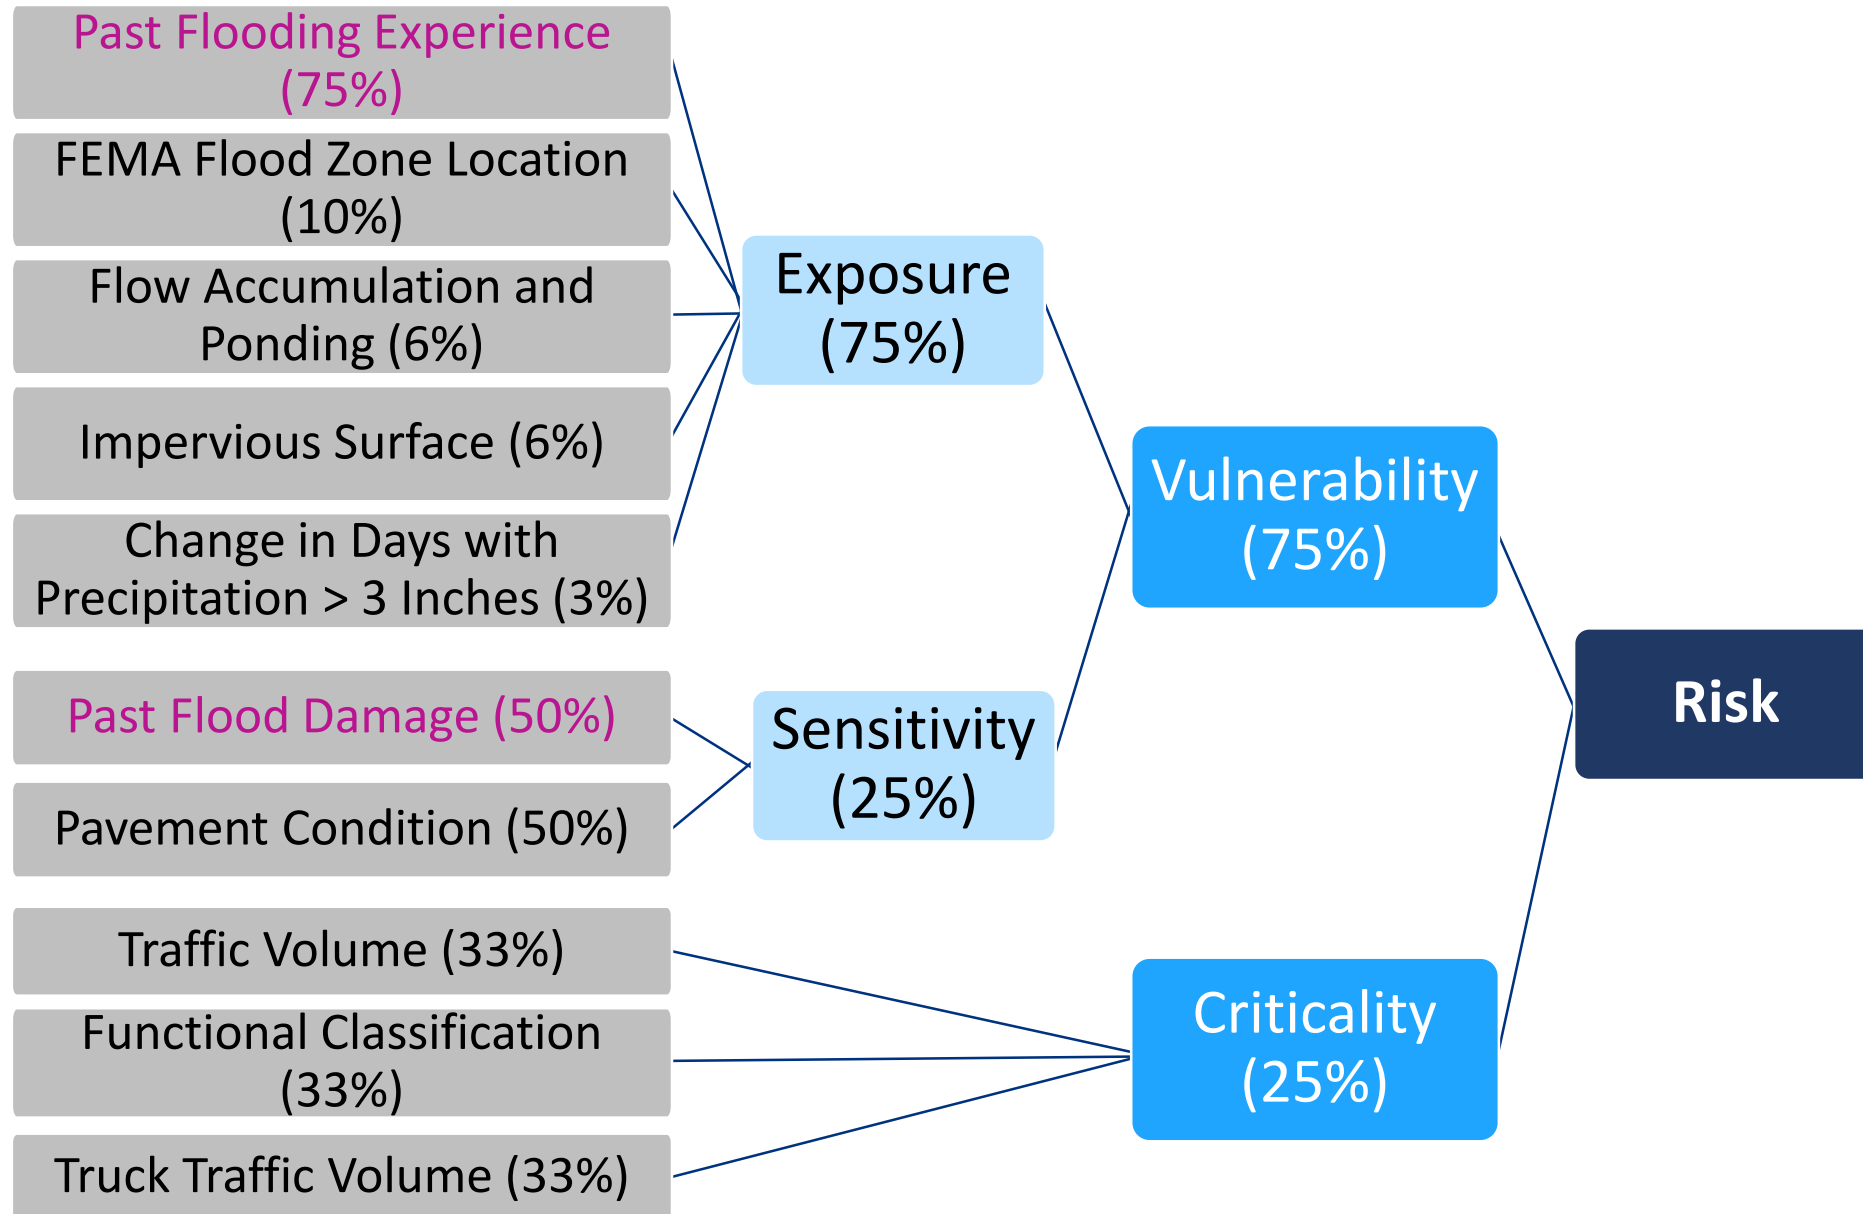 Past Flooding Experience
(75%)
FEMA Flood Zone Location
(10%)
Flow Accumulation and
Ponding (6%)
Impervious Surface (6%)
Change in Days with
Precipitation > 3 Inches (3%)
Exposure
(75%)
Past Flood Damage (50%)
Pavement Condition (50%)
Sensitivity
(25%)
Vulnerability
(75%)
Traffic Volume (33%)
Functional Classification
(33%)
Truck Traffic Volume (33%)
Criticality
(25%)
Risk